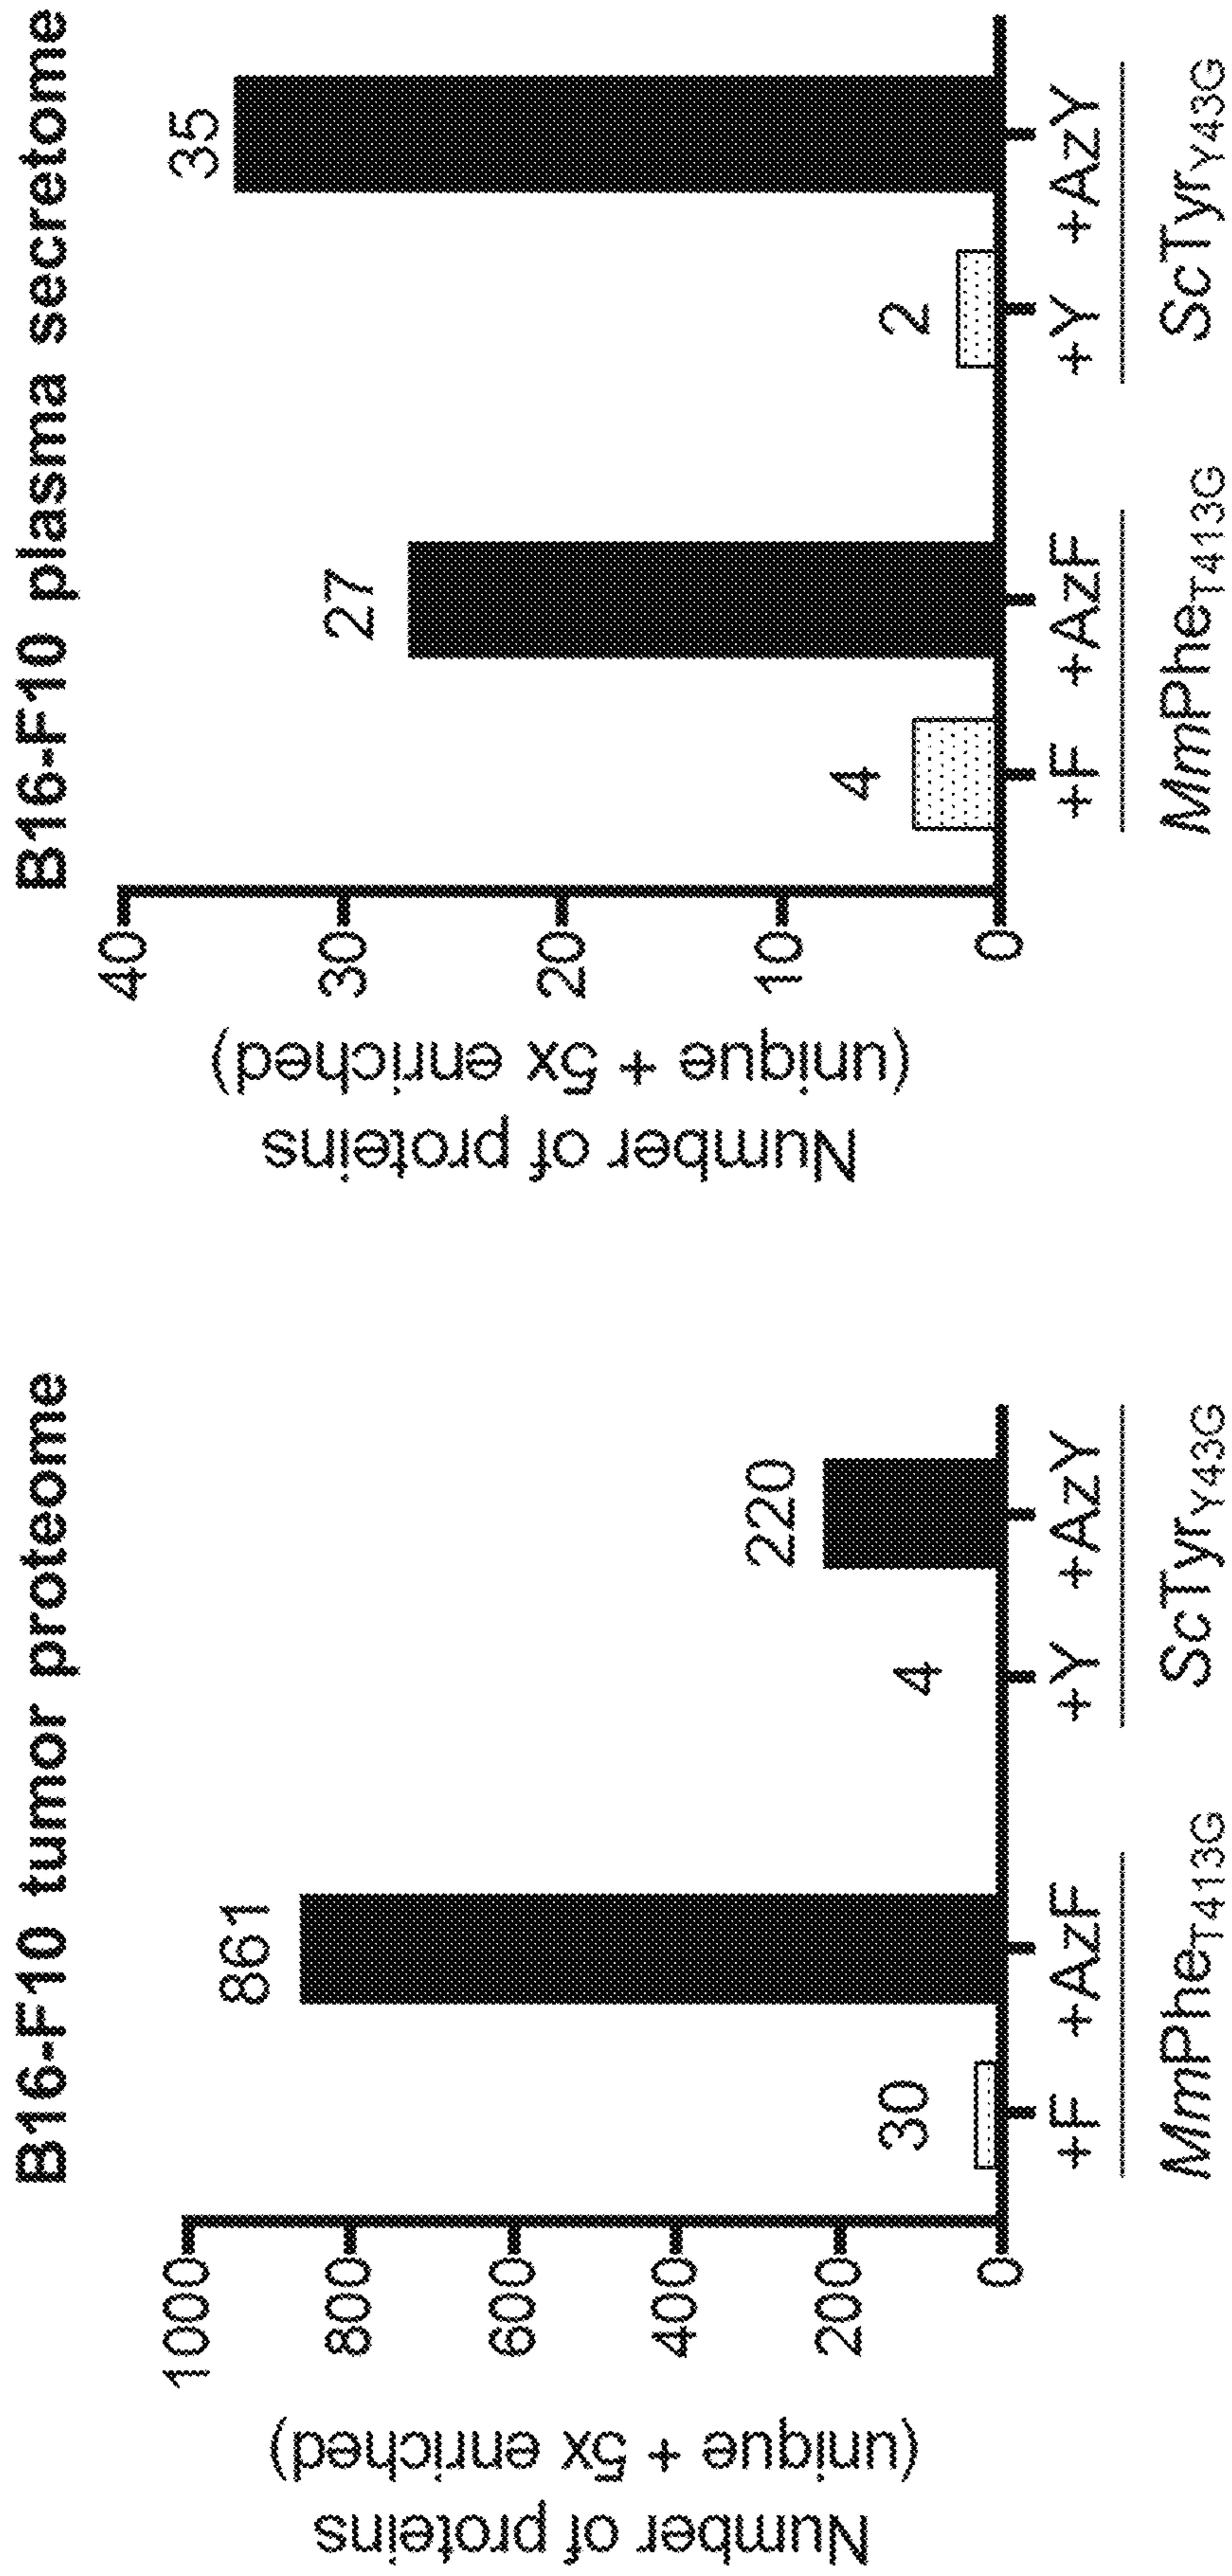 B16-F10 tumor proteome
Number of proteins
(unique + 5x enriched)
1000
800
600
400
200
0
30
861
4
220
+F +AzF +Y +AzY
MmPheT413G ScTyrY43G
B16-F10 plasma secretome
Number of proteins
(unique + 5x enriched)
40
30
20
10
0
4
27
2
35
+F +AzF +Y +AzY
MmPheT413G ScTyrY43G